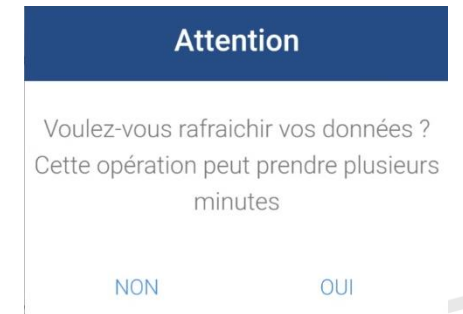 Attention
Voulez-vous rafraichir vos données ?
Cette opération peut prendre plusieurs
minutes
NON OUI